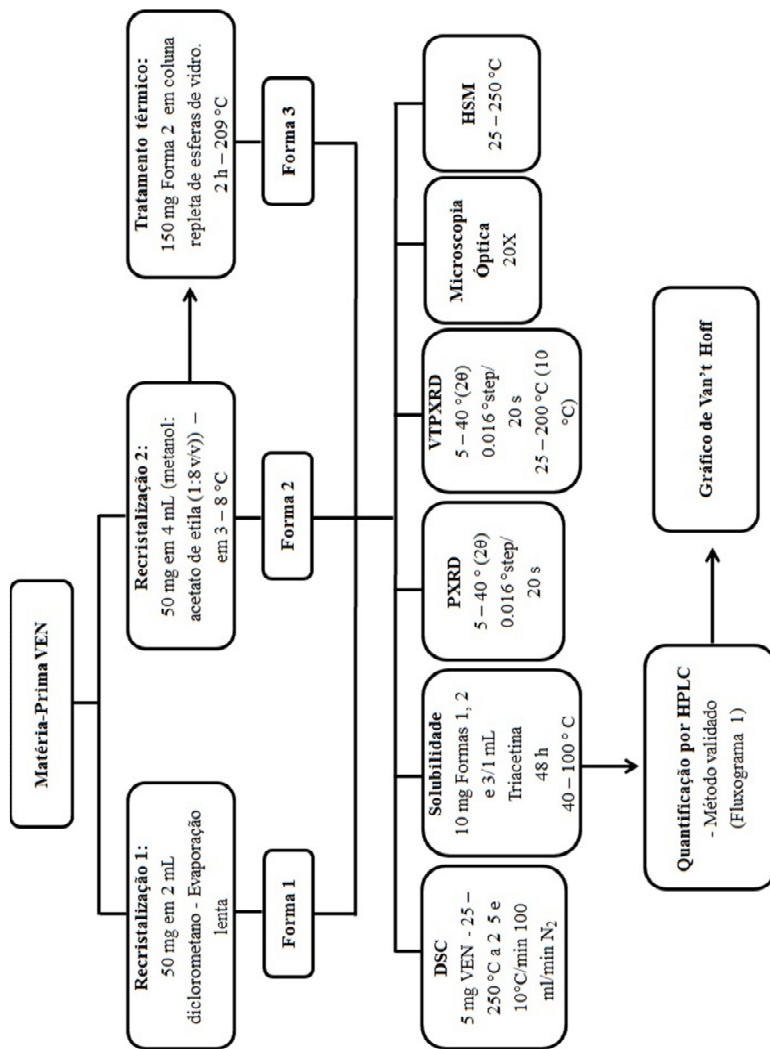 Matéria-Prima VEN
Recristalização 1:
50 mg em 2 mL
diclorometano - Evaporação
lenta
Recristalização 2:
50 mg em 4 mL (metanol:
acetato de etila (1:8 v/v)) –
em 3 – 8 °C
Tratamento térmico:
150 mg Forma 2 em coluna
repleta de esferas de vidro.
2 h – 209 °C
Forma 1
Forma 2
Forma 3
DSC
5 mg VEN - 25 –
250 °C a 2 5 e
10°C/min 100
ml/min N₂
Solubilidade
10 mg Formas 1, 2
e 3/1 mL
Triacetina
48 h
40 – 100 ° C
PXRD
5 – 40 ° (2θ)
0.016 °step/
20 s
VTPXRD
5 – 40 °(2θ)
0.016 °step/
20 s
25 – 200 °C (10
°C)
Microscopia
Óptica
20X
HSM
25 – 250 °C
Quantificação por HPLC
- Método validado
(Fluxograma 1)
Gráfico de Van’t Hoff